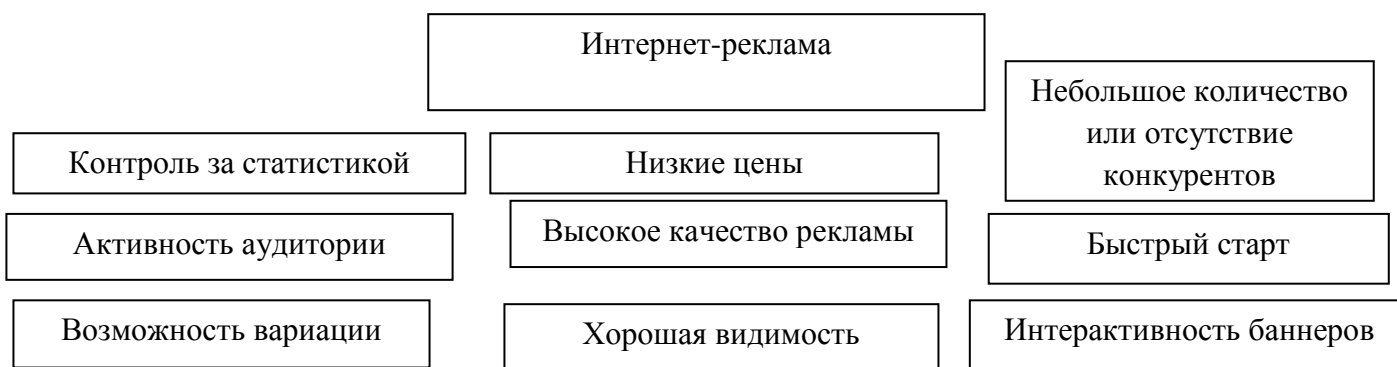 Интернет-реклама
Небольшое количество
или отсутствие
конкурентов
Контроль за статистикой
Низкие цены
Активность аудитории
Высокое качество рекламы
Быстрый старт
Возможность вариации
Хорошая видимость
Интерактивность баннеров